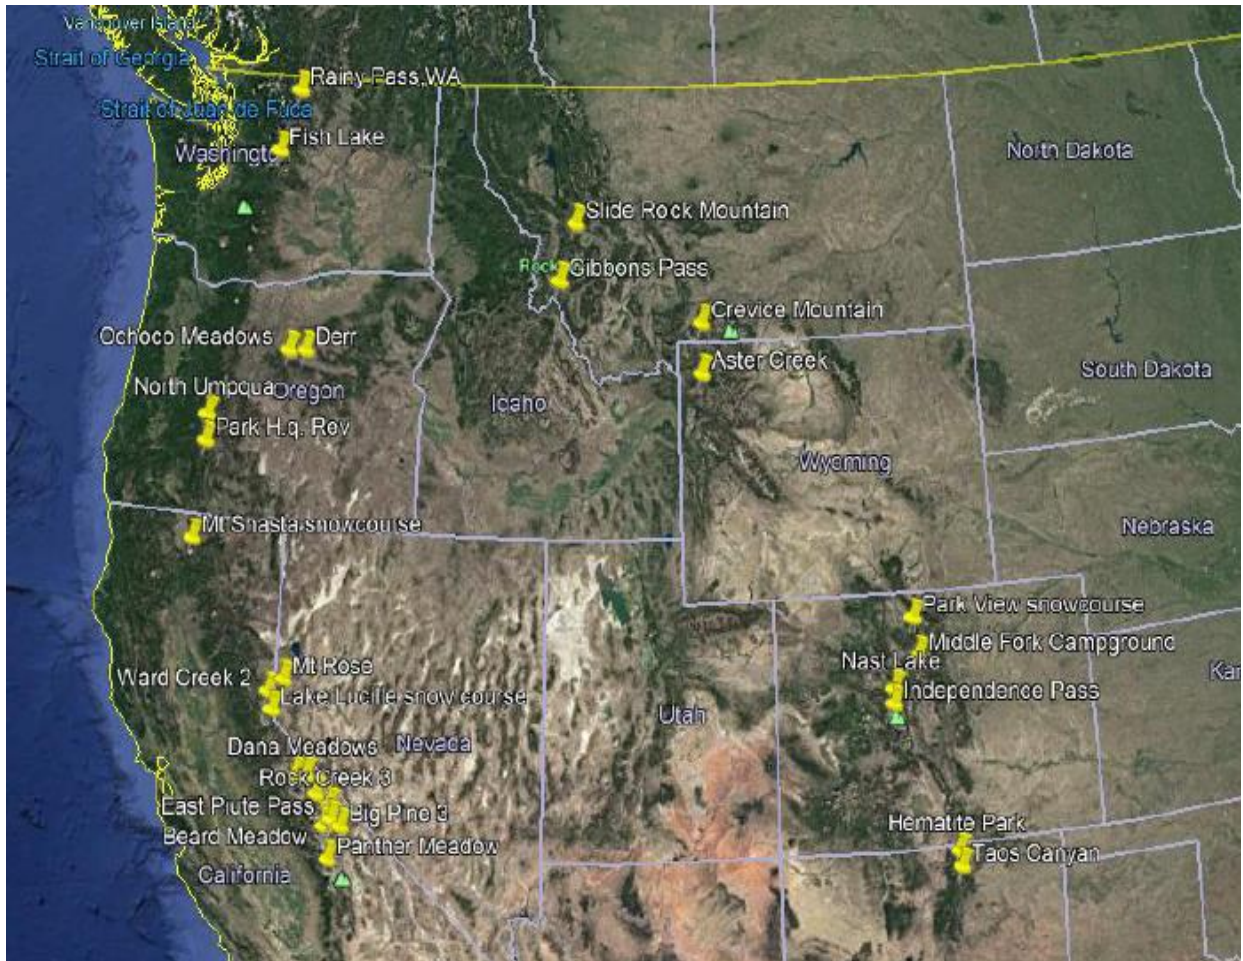 Vancouver Island
Strait of Georgia
Rainy Pass,WA
Strait of Juan de Fuca
Fish Lake
Washingto
North Dakota
Slide Rock Mountain
Rock
Gibbons Pass
Crevice Mountain
Ochoco Meadows
Derr
Aster Creek
South Dakota
North Umpqua
Oregon
Idaho
Park H.q. Rev
Wyoming
Mt Shasta snowcourse
Nebraska
Park View snowcourse
Middle Fork Campground
Nast Lake
Mt Rose
Ward Creek 2
Kan
Lake Lucille snow course
Independence Pass
Utah
Dana Meadows
Nevada
Rock Creek 3
East Piute Pass
Big Pine 3
Hematite Park
Beard Meadow
Panther Meadow
Taos Canyan
California